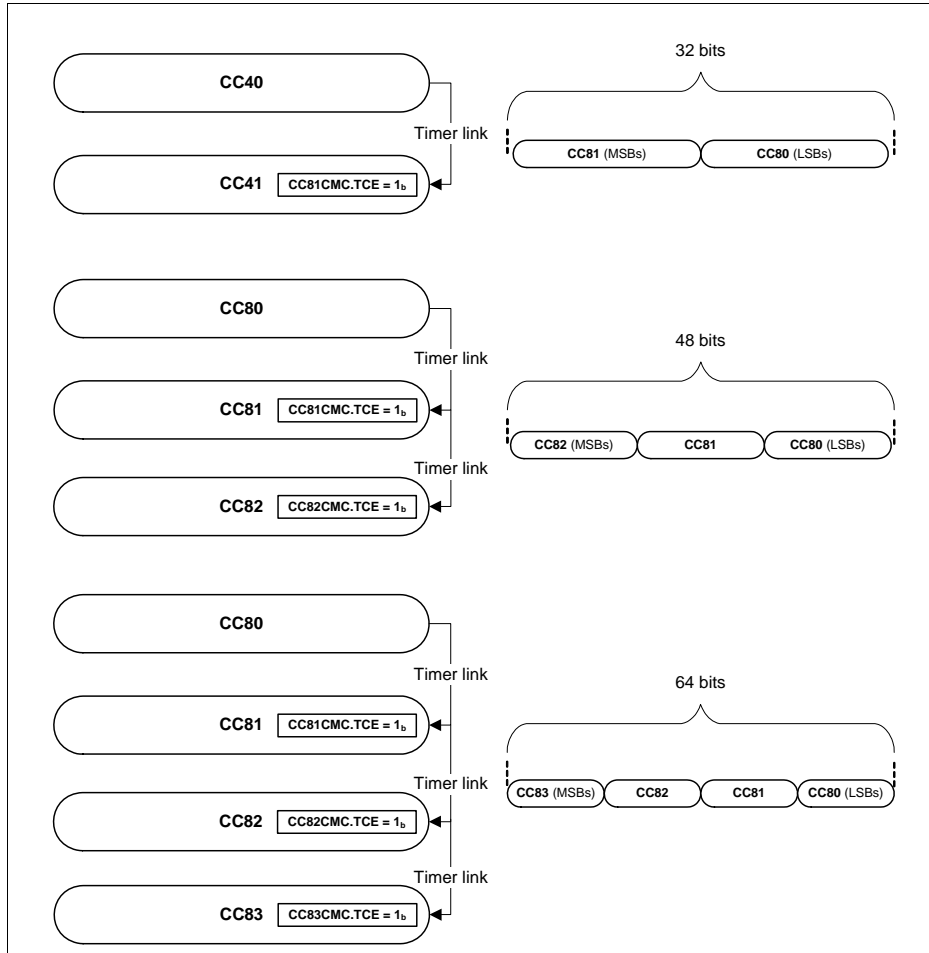 CC40
Timer link
CC41 CC81CMC.TCE = 1b
32 bits
CC81 (MSBs) CC80 (LSBs)
CC80
Timer link
CC81 CC81CMC.TCE = 1b
Timer link
CC82 CC82CMC.TCE = 1b
48 bits
CC82 (MSBs) CC81 CC80 (LSBs)
CC80
Timer link
CC81 CC81CMC.TCE = 1b
Timer link
CC82 CC82CMC.TCE = 1b
Timer link
CC83 CC83CMC.TCE = 1b
64 bits
CC83 (MSBs) CC82 CC81 CC80 (LSBs)